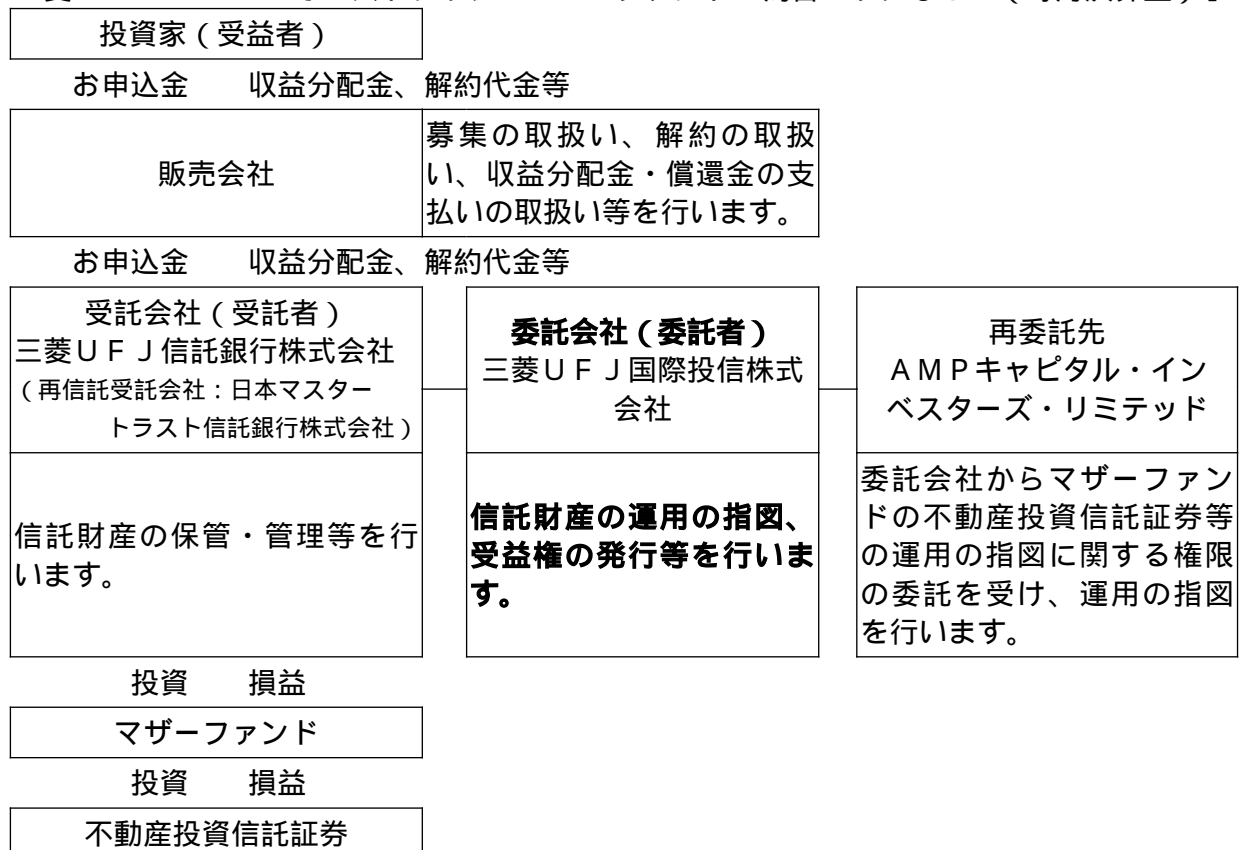 投資家（受益者）
お申込金　　収益分配金、解約代金等
販売会社
募集の取扱い、解約の取扱
い、収益分配金・償還金の支
払いの取扱い等を行います。
お申込金　　収益分配金、解約代金等
受託会社（受託者）
三菱ＵＦＪ信託銀行株式会社
（再信託受託会社：日本マスター
トラスト信託銀行株式会社）
委託会社（委託者）
三菱ＵＦＪ国際投信株式
会社
再委託先
ＡＭＰキャピタル・イン
ベスターズ・リミテッド
信託財産の保管・管理等を行
います。
信託財産の運用の指図、
受益権の発行等を行いま
す。
委託会社からマザーファン
ドの不動産投資信託証券等
の運用の指図に関する権限
の委託を受け、運用の指図
を行います。
投資　　損益
マザーファンド
投資　　損益
不動産投資信託証券